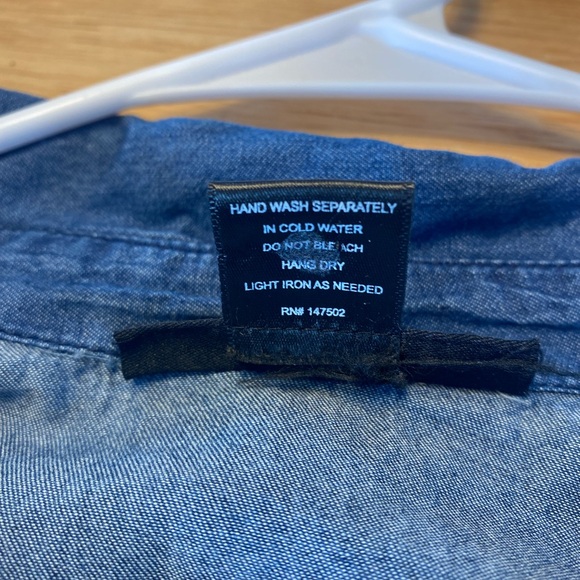 HAND WASH SEPARATELY
IN COLD WATER
DO NOT BLEACH
HANG DRY
LIGHT IRON AS NEEDED
RN# 147502